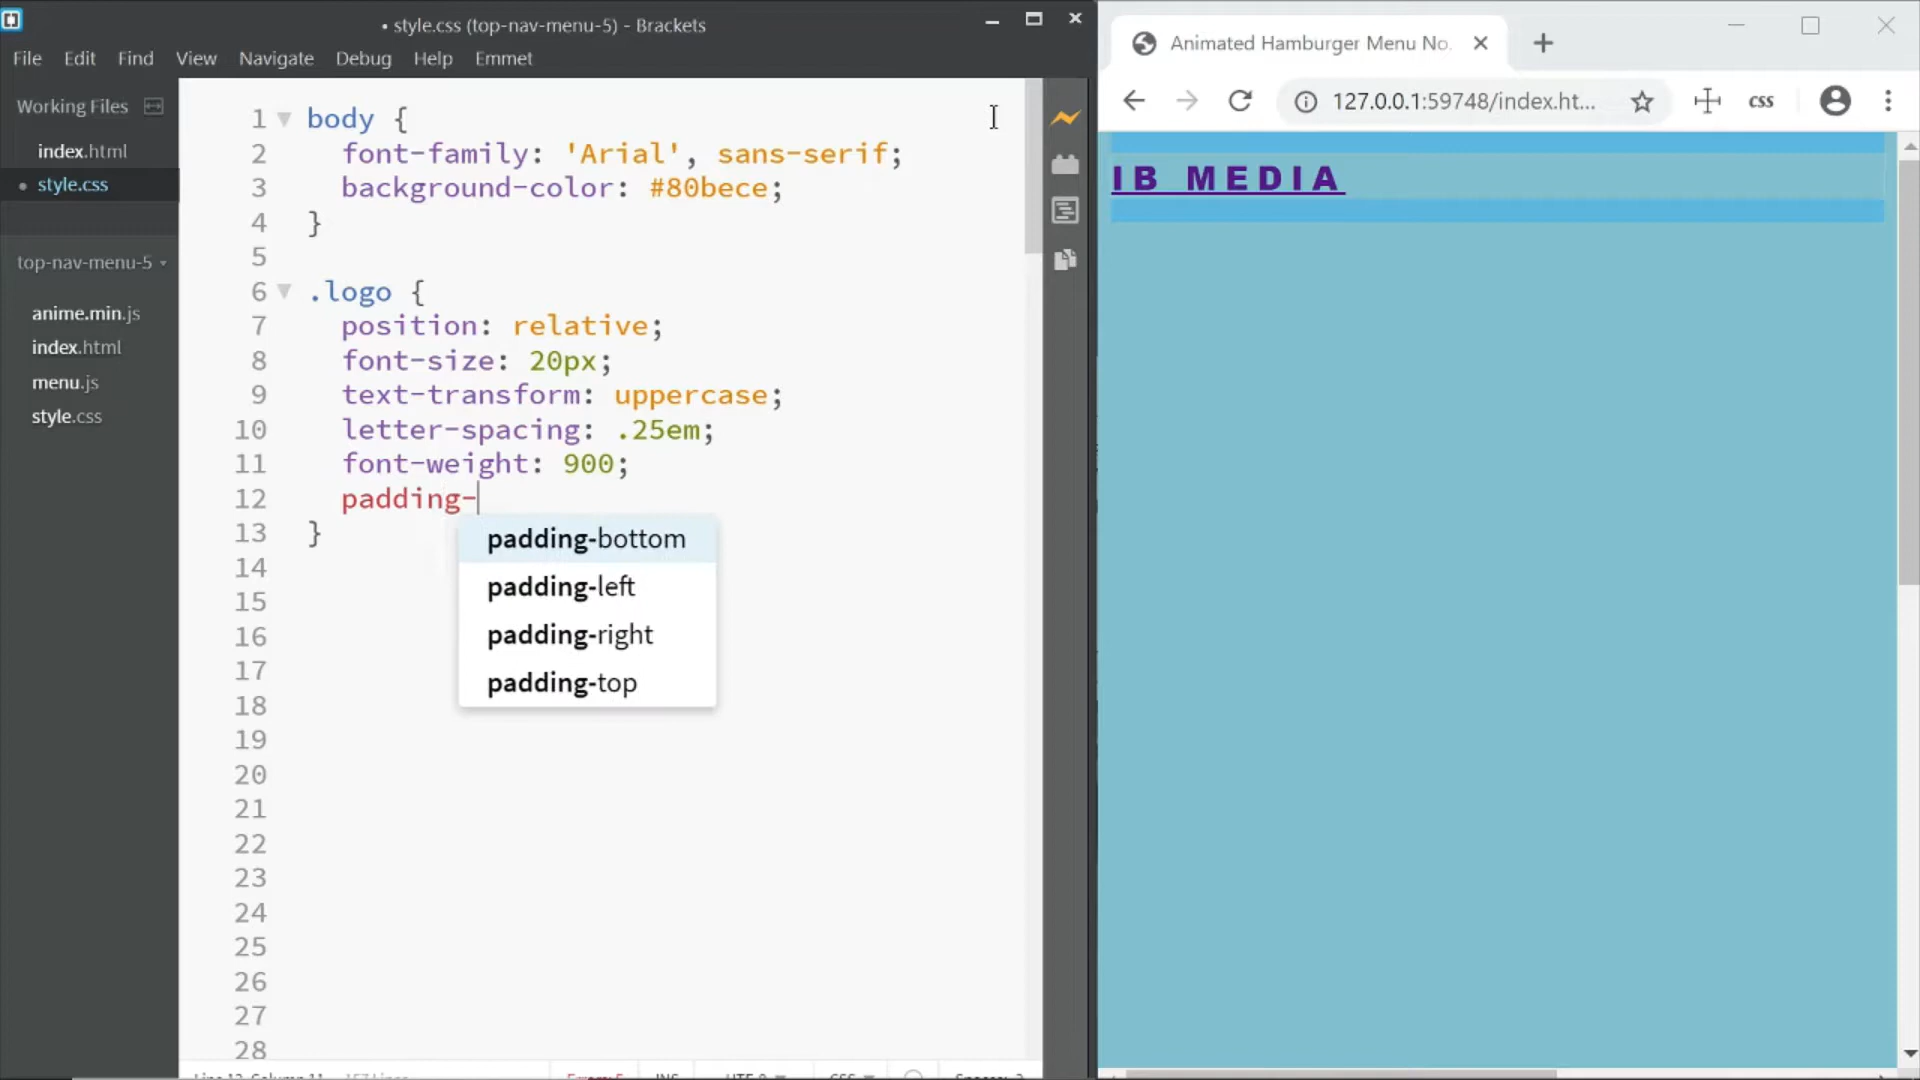 • style.css (top-nav-menu-5) - Brackets
File Edit Find View Navigate Debug Help Emmet
Working Files
index.html
• style.css
top-nav-menu-5
anime.min.js
index.html
menu.js
style.css
1 body {
2 font-family: 'Arial', sans-serif;
3 background-color: #80bece;
4 }
5
6 .logo {
7 position: relative;
8 font-size: 20px;
9 text-transform: uppercase;
10 letter-spacing: .25em;
11 font-weight: 900;
12 padding-
13 }
14
15
16
17
18
19
20
21
22
23
24
25
26
27
28
padding-bottom
padding-left
padding-right
padding-top
Animated Hamburger Menu No.
127.0.0.1:59748/index.ht...
css
IB MEDIA